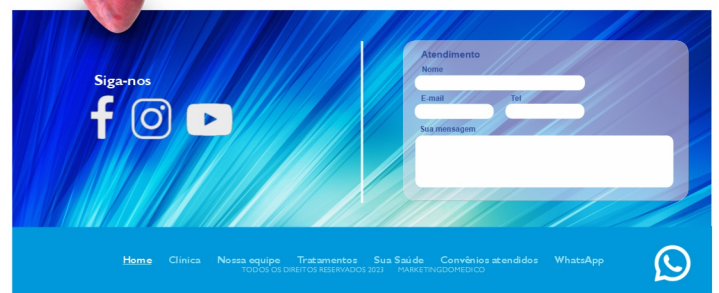 Siga-nos
Atendimento
Nome
E-mail Tel
Sua mensagem
Home Clínica Nossa equipe Tratamentos Sua Saúde Convênios atendidos WhatsApp
TODOS OS DIREITOS RESERVADOS 2023 MARKETINGDOMEDICO